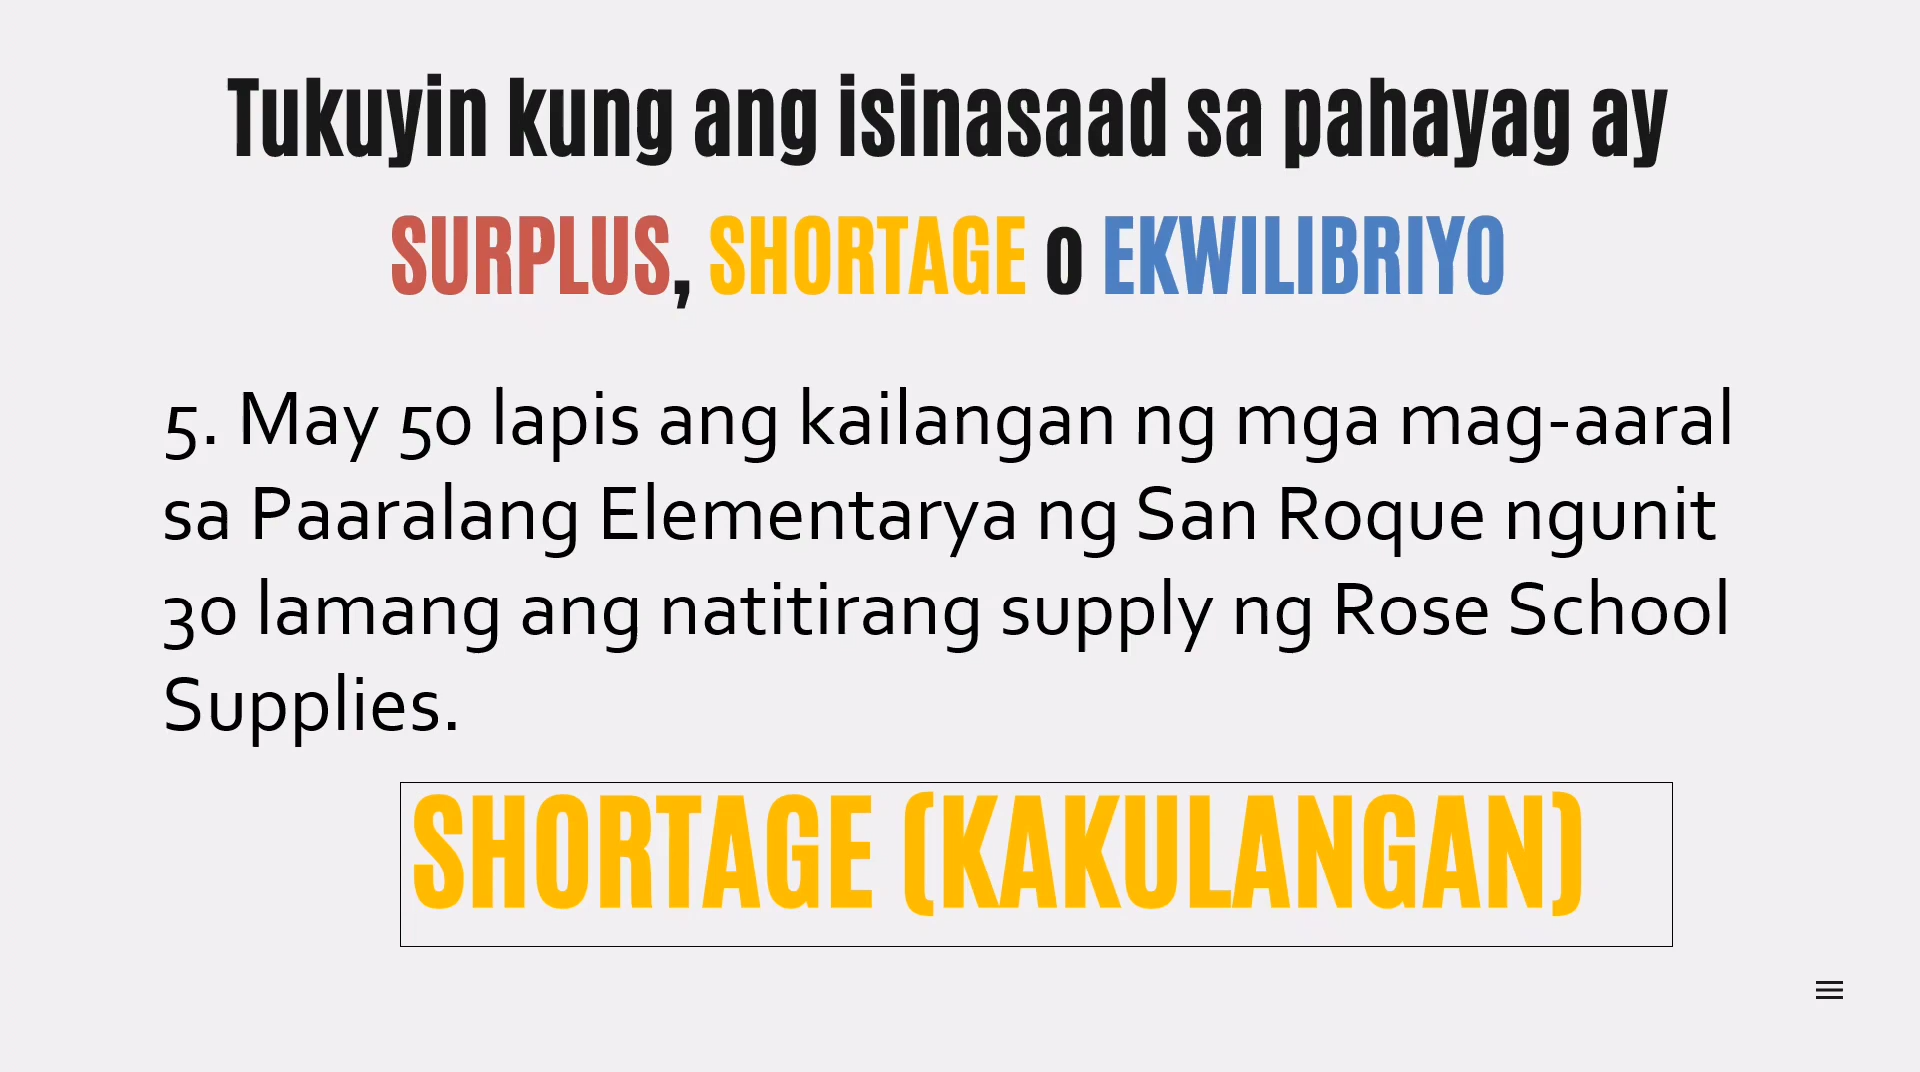 Tukuyin kung ang isinasaad sa pahayag ay
SURPLUS, SHORTAGE o EKWILIBRIYO
5. May 50 lapis ang kailangan ng mga mag-aaral
sa Paaralang Elementarya ng San Roque ngunit
30 lamang ang natitirang supply ng Rose School
Supplies.
SHORTAGE (KAKULANGAN)